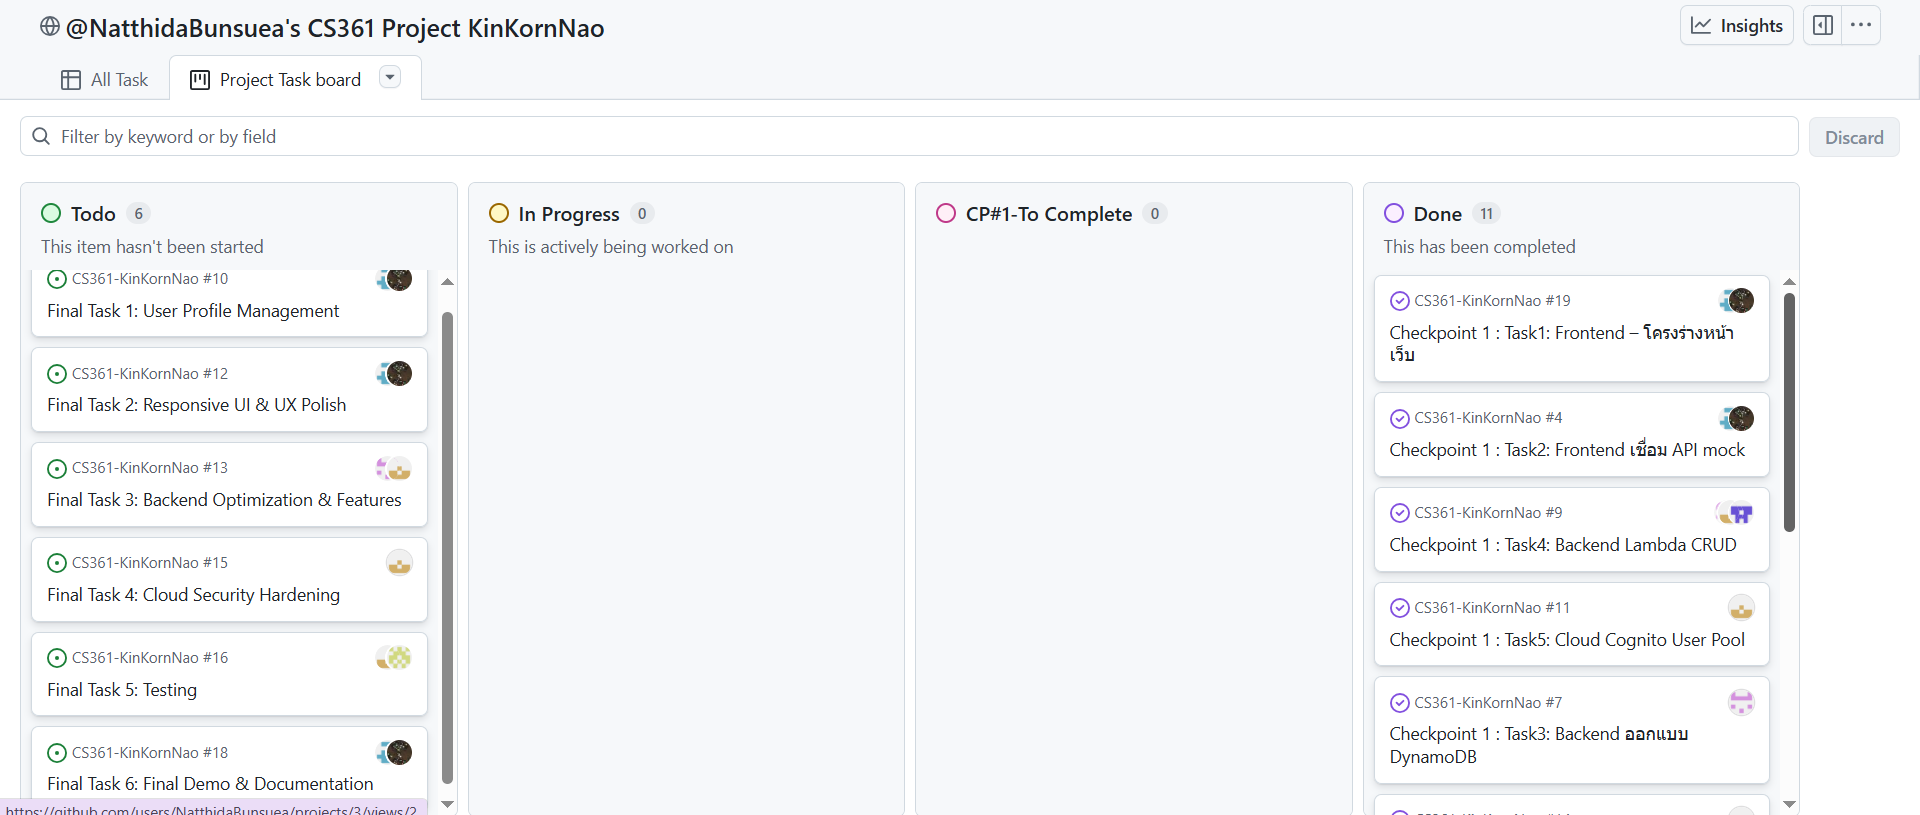 @NatthidaBunsuea's CS361 Project KinKornNao
Insights
All Task
Project Task board
Filter by keyword or by field
Discard
Todo 6
This item hasn't been started
CS361-KinKornNao #10
Final Task 1: User Profile Management
CS361-KinKornNao #12
Final Task 2: Responsive UI & UX Polish
CS361-KinKornNao #13
Final Task 3: Backend Optimization & Features
CS361-KinKornNao #15
Final Task 4: Cloud Security Hardening
CS361-KinKornNao #16
Final Task 5: Testing
CS361-KinKornNao #18
Final Task 6: Final Demo & Documentation
https://github.com/users/NatthidaBunsuea/projects/3/views/2
In Progress 0
This is actively being worked on
CP#1-To Complete 0
Done 11
This has been completed
CS361-KinKornNao #19
Checkpoint 1 : Task1: Frontend – โครงร่างหน้า
เว็บ
CS361-KinKornNao #4
Checkpoint 1 : Task2: Frontend เชื่อม API mock
CS361-KinKornNao #9
Checkpoint 1 : Task4: Backend Lambda CRUD
CS361-KinKornNao #11
Checkpoint 1 : Task5: Cloud Cognito User Pool
CS361-KinKornNao #7
Checkpoint 1 : Task3: Backend ออกแบบ
DynamoDB